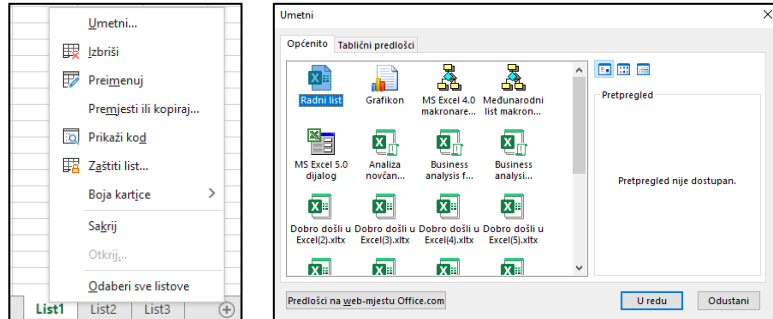 Umetni...
Izbriši
Preimenuj
Premjesti ili kopiraj...
Prikaži kod
Zaštiti list...
Boja kartice
Sakrij
Otkrij...
Odaberi sve listove
List1 List2 List3
Umetni
Općenito Tablični predlošci
Radni list Grafikon MS Excel 4.0 Međunarodni
makronare... list makron...
MS Excel 5.0 Analiza Business Business
dijalog novčan... analysis f... analysi...
Dobro došli u Dobro došli u Dobro došli u Dobro došli u
Excel(2).xltx Excel(3).xltx Excel(4).xltx Excel(5).xltx
Pretpregled
Pretpregled nije dostupan.
Predlošci na web-mjestu Office.com
U redu Odustani